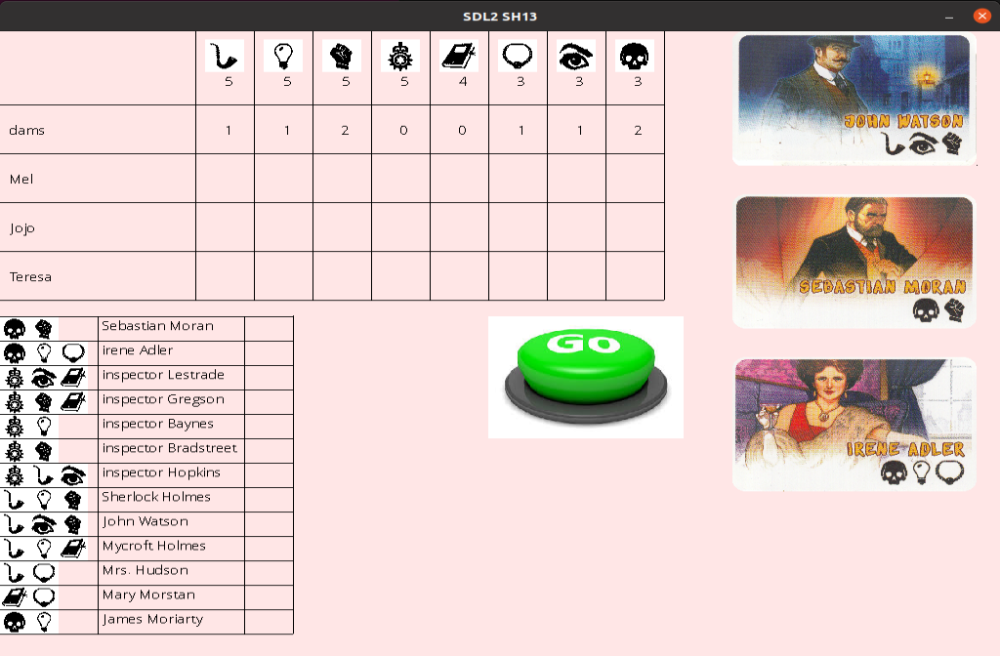 SDL2 SH13
5 5 5 5 4 3 3 3
dams 1 1 2 0 0 1 1 2
Mel
Jojo
Teresa
Sebastian Moran
irene Adler
inspector Lestrade
inspector Gregson
inspector Baynes
inspector Bradstreet
inspector Hopkins
Sherlock Holmes
John Watson
Mycroft Holmes
Mrs. Hudson
Mary Morstan
James Moriarty
GO
JOHN WATSON
SEBASTIAN MORAN
IRENE ADLER